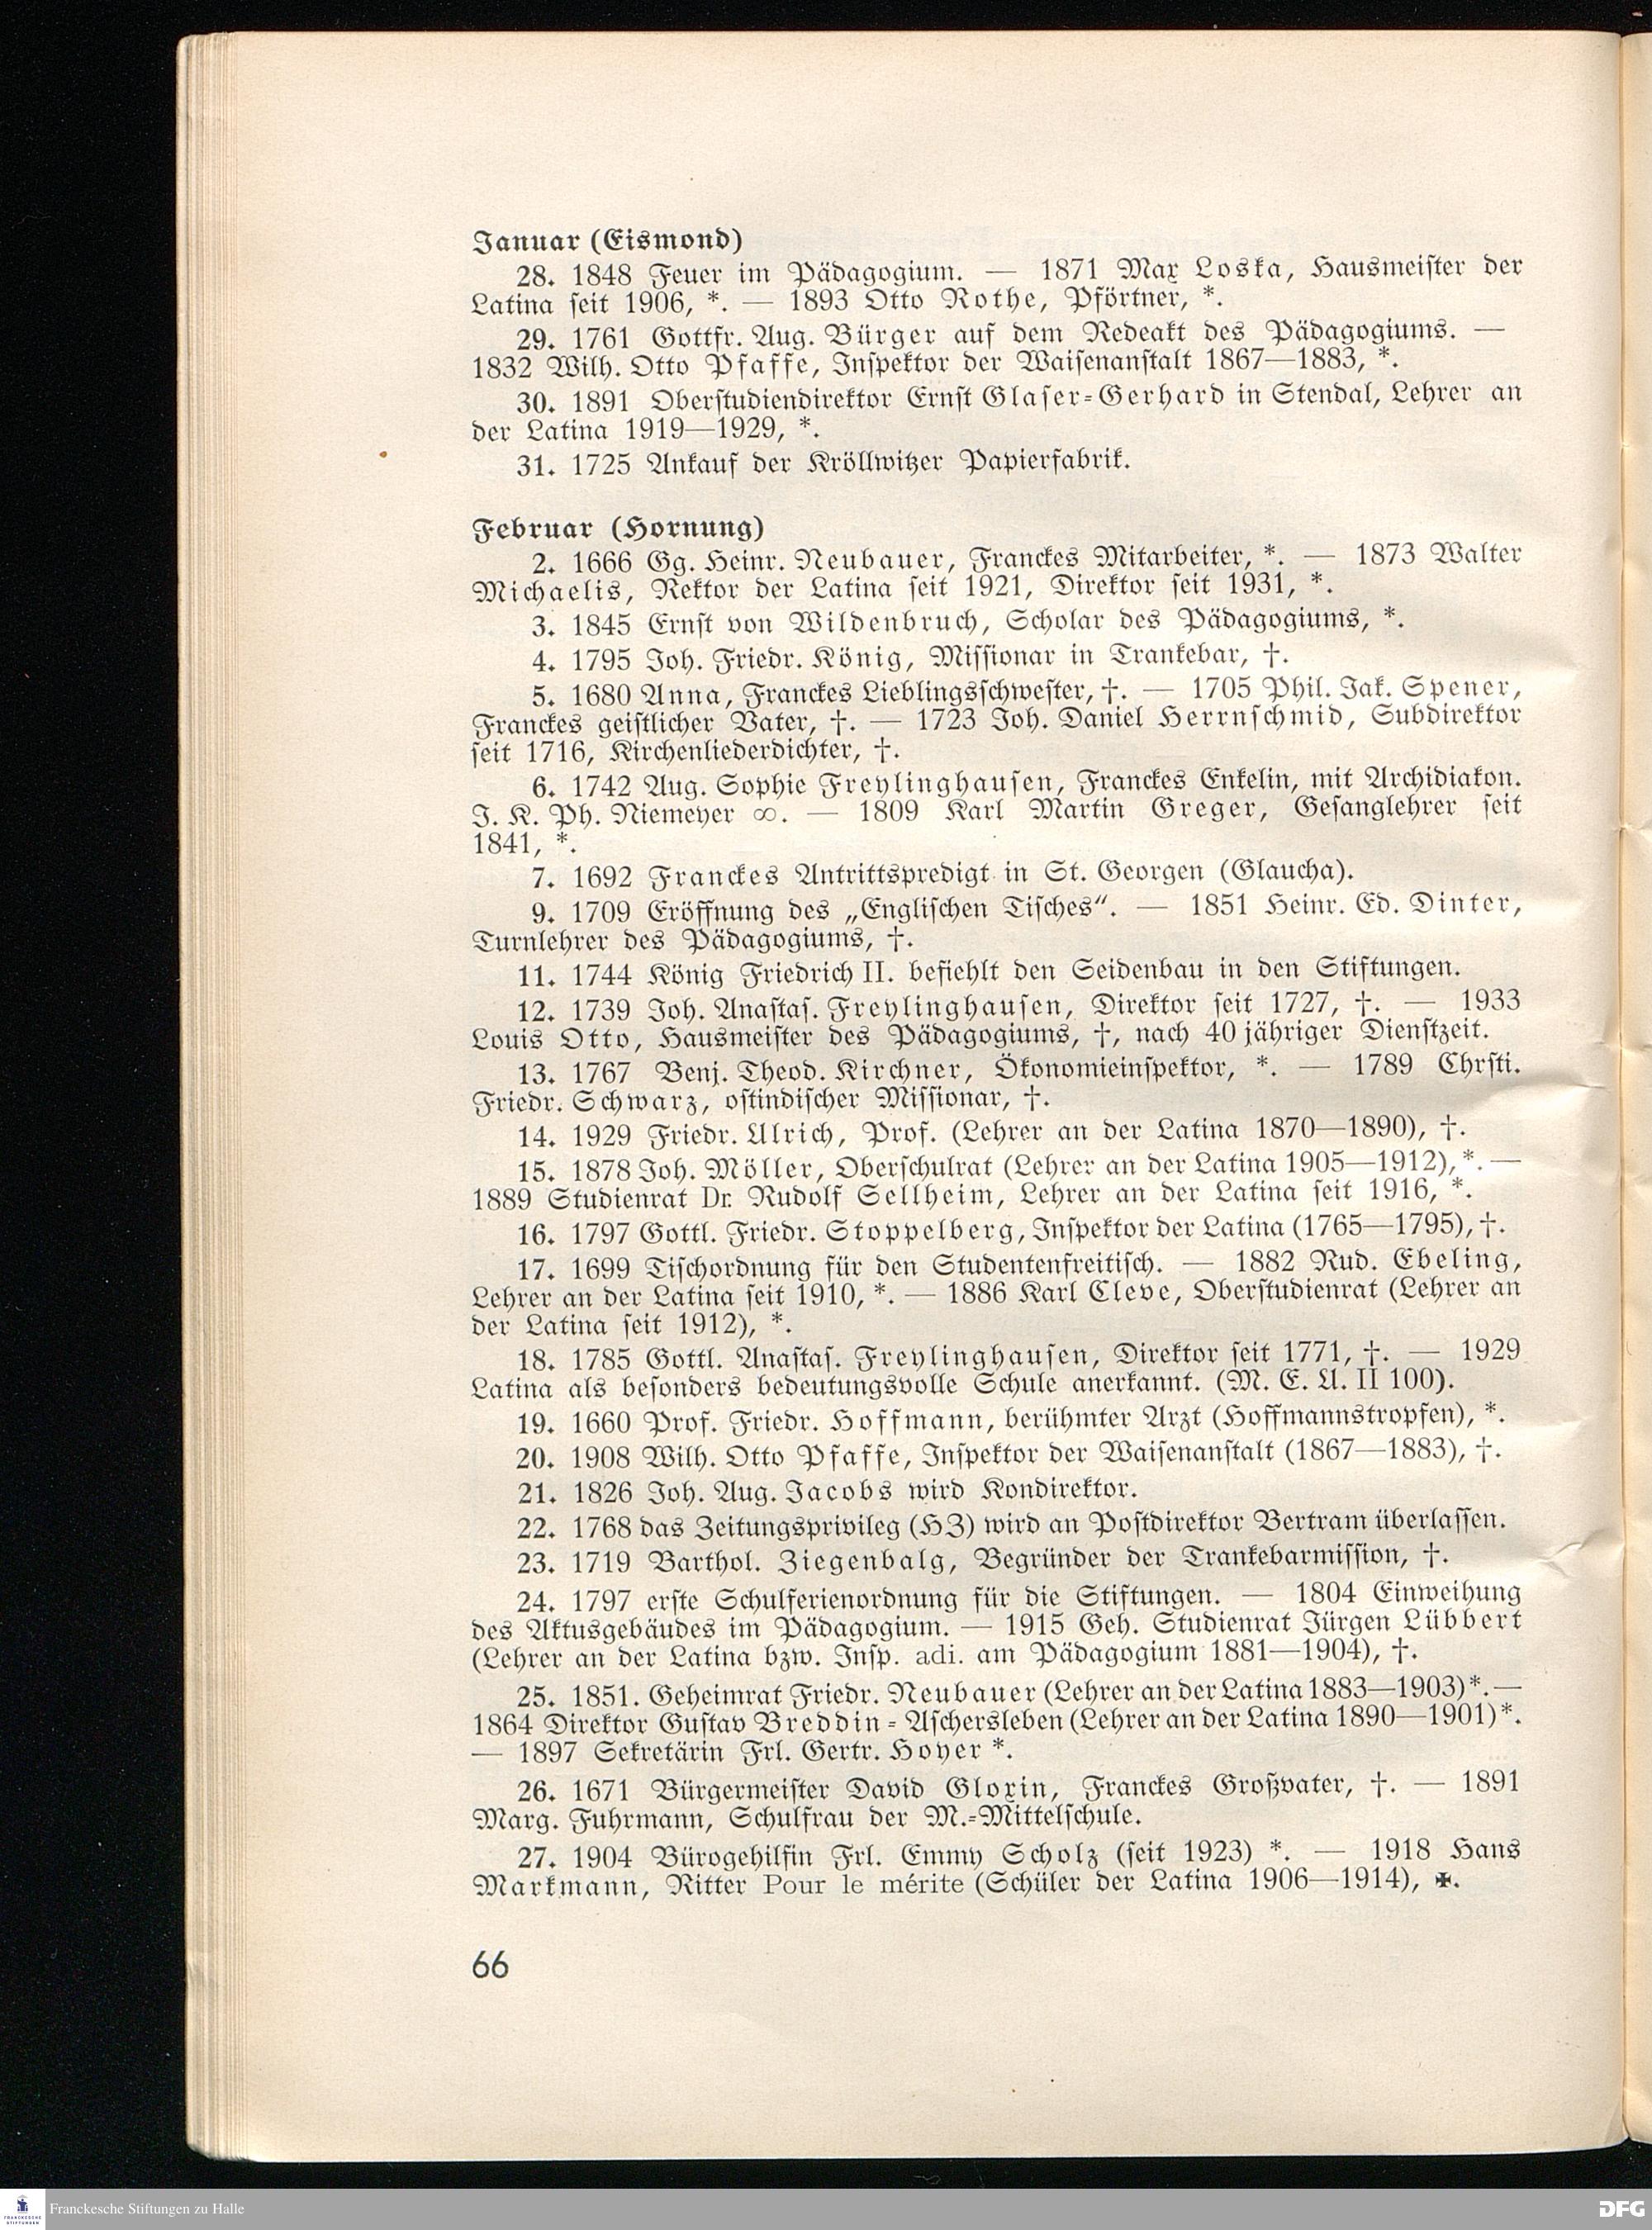 Januar (Eismond)
28. 1848 Feuer im Pädagogium. — 1871 Max Loska, Hausmeister der
Latina seit 1906, *. — 1893 Otto Rothe, Pförtner, *.
29. 1761 Gottfr. Aug. Bürger auf dem Redeakt des Pädagogiums. —
1832 Wilh. Otto Pfaffe, Inspektor der Waisenanstalt 1867—1883, *.
30. 1891 Oberstudiendirektor Ernst Glaser-Gerhard in Stendal, Lehrer an
der Latina 1919—1929, *.
31. 1725 Ankauf der Kröllwitzer Papierfabrik.
Februar (Hornung)
2. 1666 Gg. Heinr. Neubauer, Franckes Mitarbeiter, *. — 1873 Walter
Michaelis, Rektor der Latina seit 1921, Direktor seit 1931, *.
3. 1845 Ernst von Wildenbruch, Scholar des Pädagogiums, *.
4. 1795 Joh. Friedr. König, Missionar in Trankebar, †.
5. 1680 Anna, Franckes Lieblingsschwester, †. — 1705 Phil. Jak. Spener,
Franckes geistlicher Vater, †. — 1723 Joh. Daniel Herrnschmid, Subdirektor
seit 1716, Kirchenliederdichter, †.
6. 1742 Aug. Sophie Freylinghausen, Franckes Enkelin, mit Archidiakon.
J. K. Ph. Niemeyer ∞. — 1809 Karl Martin Greger, Gesanglehrer seit
1841, *.
7. 1692 Franckes Antrittspredigt in St. Georgen (Glaucha).
9. 1709 Eröffnung des „Englischen Tisches“. — 1851 Heinr. Ed. Dinter,
Turnlehrer des Pädagogiums, †.
11. 1744 König Friedrich II. befiehlt den Seidenbau in den Stiftungen.
12. 1739 Joh. Anastas. Freylinghausen, Direktor seit 1727, †. — 1933
Louis Otto, Hausmeister des Pädagogiums, †, nach 40 jähriger Dienstzeit.
13. 1767 Benj. Theod. Kirchner, Ökonomieinspektor, *. — 1789 Chrsti.
Friedr. Schwarz, ostindischer Missionar, †.
14. 1929 Friedr. Ulrich, Prof. (Lehrer an der Latina 1870—1890), †.
15. 1878 Joh. Möller, Oberschulrat (Lehrer an der Latina 1905—1912), *. —
1889 Studienrat Dr. Rudolf Sellheim, Lehrer an der Latina seit 1916, *.
16. 1797 Gottl. Friedr. Stoppelberg, Inspektor der Latina (1765—1795), †.
17. 1699 Tischordnung für den Studentenfreitisch. — 1882 Rud. Ebeling,
Lehrer an der Latina seit 1910, *. — 1886 Karl Cleve, Oberstudienrat (Lehrer an
der Latina seit 1912), *.
18. 1785 Gottl. Anastas. Freylinghausen, Direktor seit 1771, †. — 1929
Latina als besonders bedeutungsvolle Schule anerkannt. (M. E. U. II 100).
19. 1660 Prof. Friedr. Hoffmann, berühmter Arzt (Hoffmannstropfen), *.
20. 1908 Wilh. Otto Pfaffe, Inspektor der Waisenanstalt (1867—1883), †.
21. 1826 Joh. Aug. Jacobs wird Kondirektor.
22. 1768 das Zeitungsprivileg (HZ) wird an Postdirektor Bertram überlassen.
23. 1719 Barthol. Ziegenbalg, Begründer der Trankebarmission, †.
24. 1797 erste Schulferienordnung für die Stiftungen. — 1804 Einweihung
des Aktusgebäudes im Pädagogium. — 1915 Geh. Studienrat Jürgen Lübbert
(Lehrer an der Latina bzw. Insp. adi. am Pädagogium 1881—1904), †.
25. 1851. Geheimrat Friedr. Neubauer (Lehrer an der Latina 1883—1903) *. —
1864 Direktor Gustav Breddin-Aschersleben (Lehrer an der Latina 1890—1901) *.
— 1897 Sekretärin Frl. Gertr. Hoyer *.
26. 1671 Bürgermeister David Gloxin, Franckes Großvater, †. — 1891
Marg. Fuhrmann, Schulfrau der M.-Mittelschule.
27. 1904 Bürogehilfin Frl. Emmy Scholz (seit 1923) *. — 1918 Hans
Markmann, Ritter Pour le mérite (Schüler der Latina 1906—1914), ✠.
66
Franckesche Stiftungen zu Halle
DFG